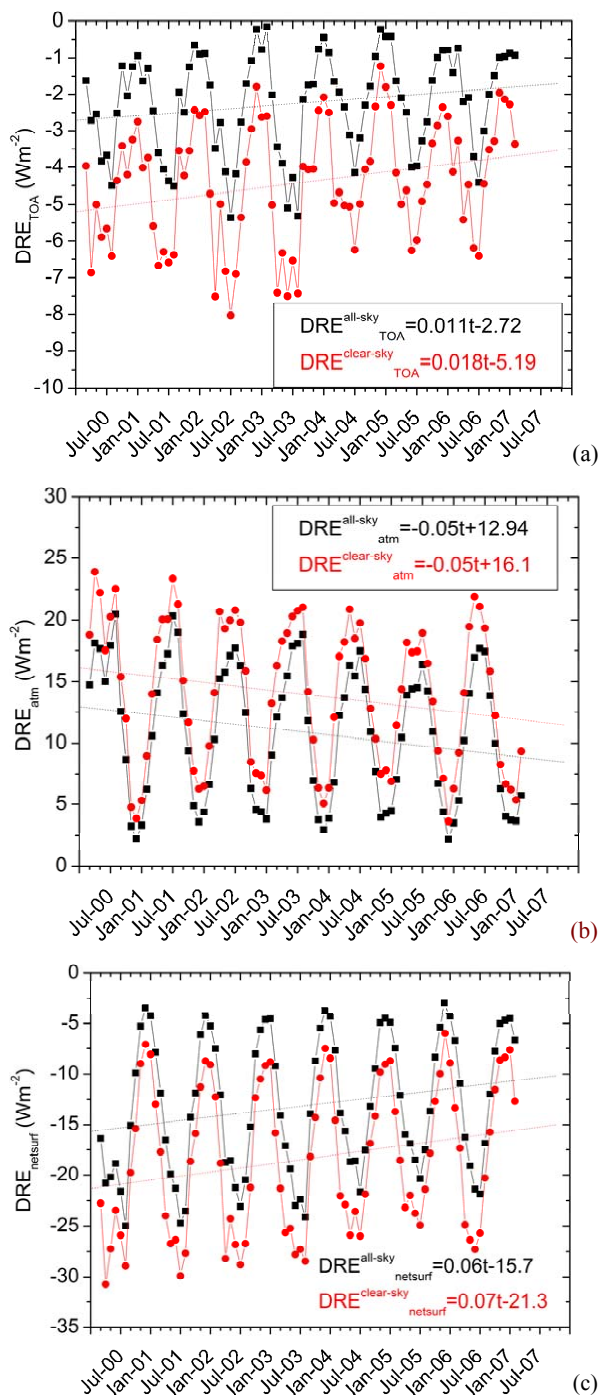 0
-1
-2
-3
-4
-5
-6
-7
-8
-9
-10
DRE_TOA (Wm⁻²)
DRE^all-sky_TOA=0.011t-2.72
DRE^clear-sky_TOA=0.018t-5.19
Jul-00 Jan-01 Jul-01 Jan-02 Jul-02 Jan-03 Jul-03 Jan-04 Jul-04 Jan-05 Jul-05 Jan-06 Jul-06 Jan-07 Jul-07
(a)
30
25
20
15
10
5
0
DRE_atm (Wm⁻²)
DRE^all-sky_atm=-0.05t+12.94
DRE^clear-sky_atm=-0.05t+16.1
Jul-00 Jan-01 Jul-01 Jan-02 Jul-02 Jan-03 Jul-03 Jan-04 Jul-04 Jan-05 Jul-05 Jan-06 Jul-06 Jan-07 Jul-07
(b)
0
-5
-10
-15
-20
-25
-30
-35
DRE_netsurf (Wm⁻²)
DRE^all-sky_netsurf=0.06t-15.7
DRE^clear-sky_netsurf=0.07t-21.3
Jul-00 Jan-01 Jul-01 Jan-02 Jul-02 Jan-03 Jul-03 Jan-04 Jul-04 Jan-05 Jul-05 Jan-06 Jul-06 Jan-07 Jul-07
(c)